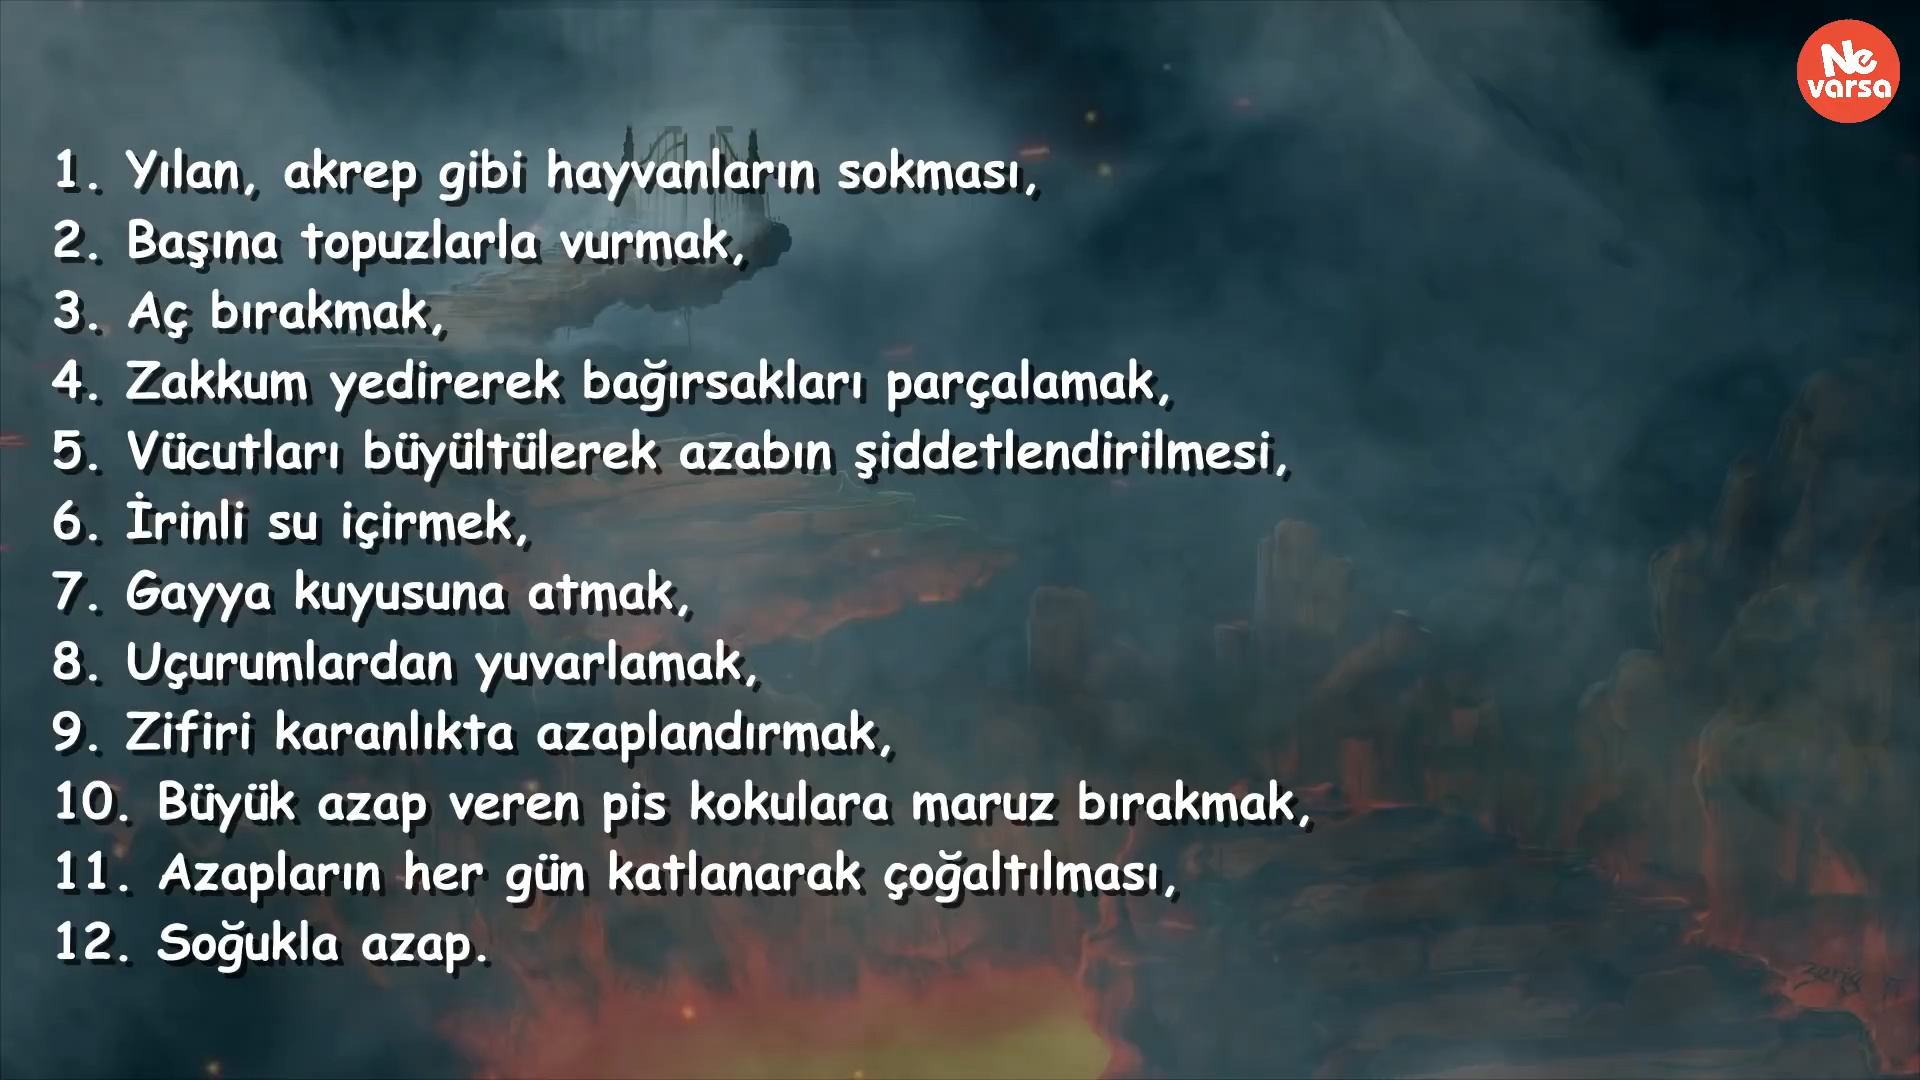 Ne
varsa
1. Yılan, akrep gibi hayvanların sokması,
2. Başına topuzlarla vurmak,
3. Aç bırakmak,
4. Zakkum yedirerek bağırsakları parçalamak,
5. Vücutları büyültülerek azabın şiddetlendirilmesi,
6. İrinli su içirmek,
7. Gayya kuyusuna atmak,
8. Uçurumlardan yuvarlamak,
9. Zifiri karanlıkta azaplandırmak,
10. Büyük azap veren pis kokulara maruz bırakmak,
11. Azapların her gün katlanarak çoğaltılması,
12. Soğukla azap.